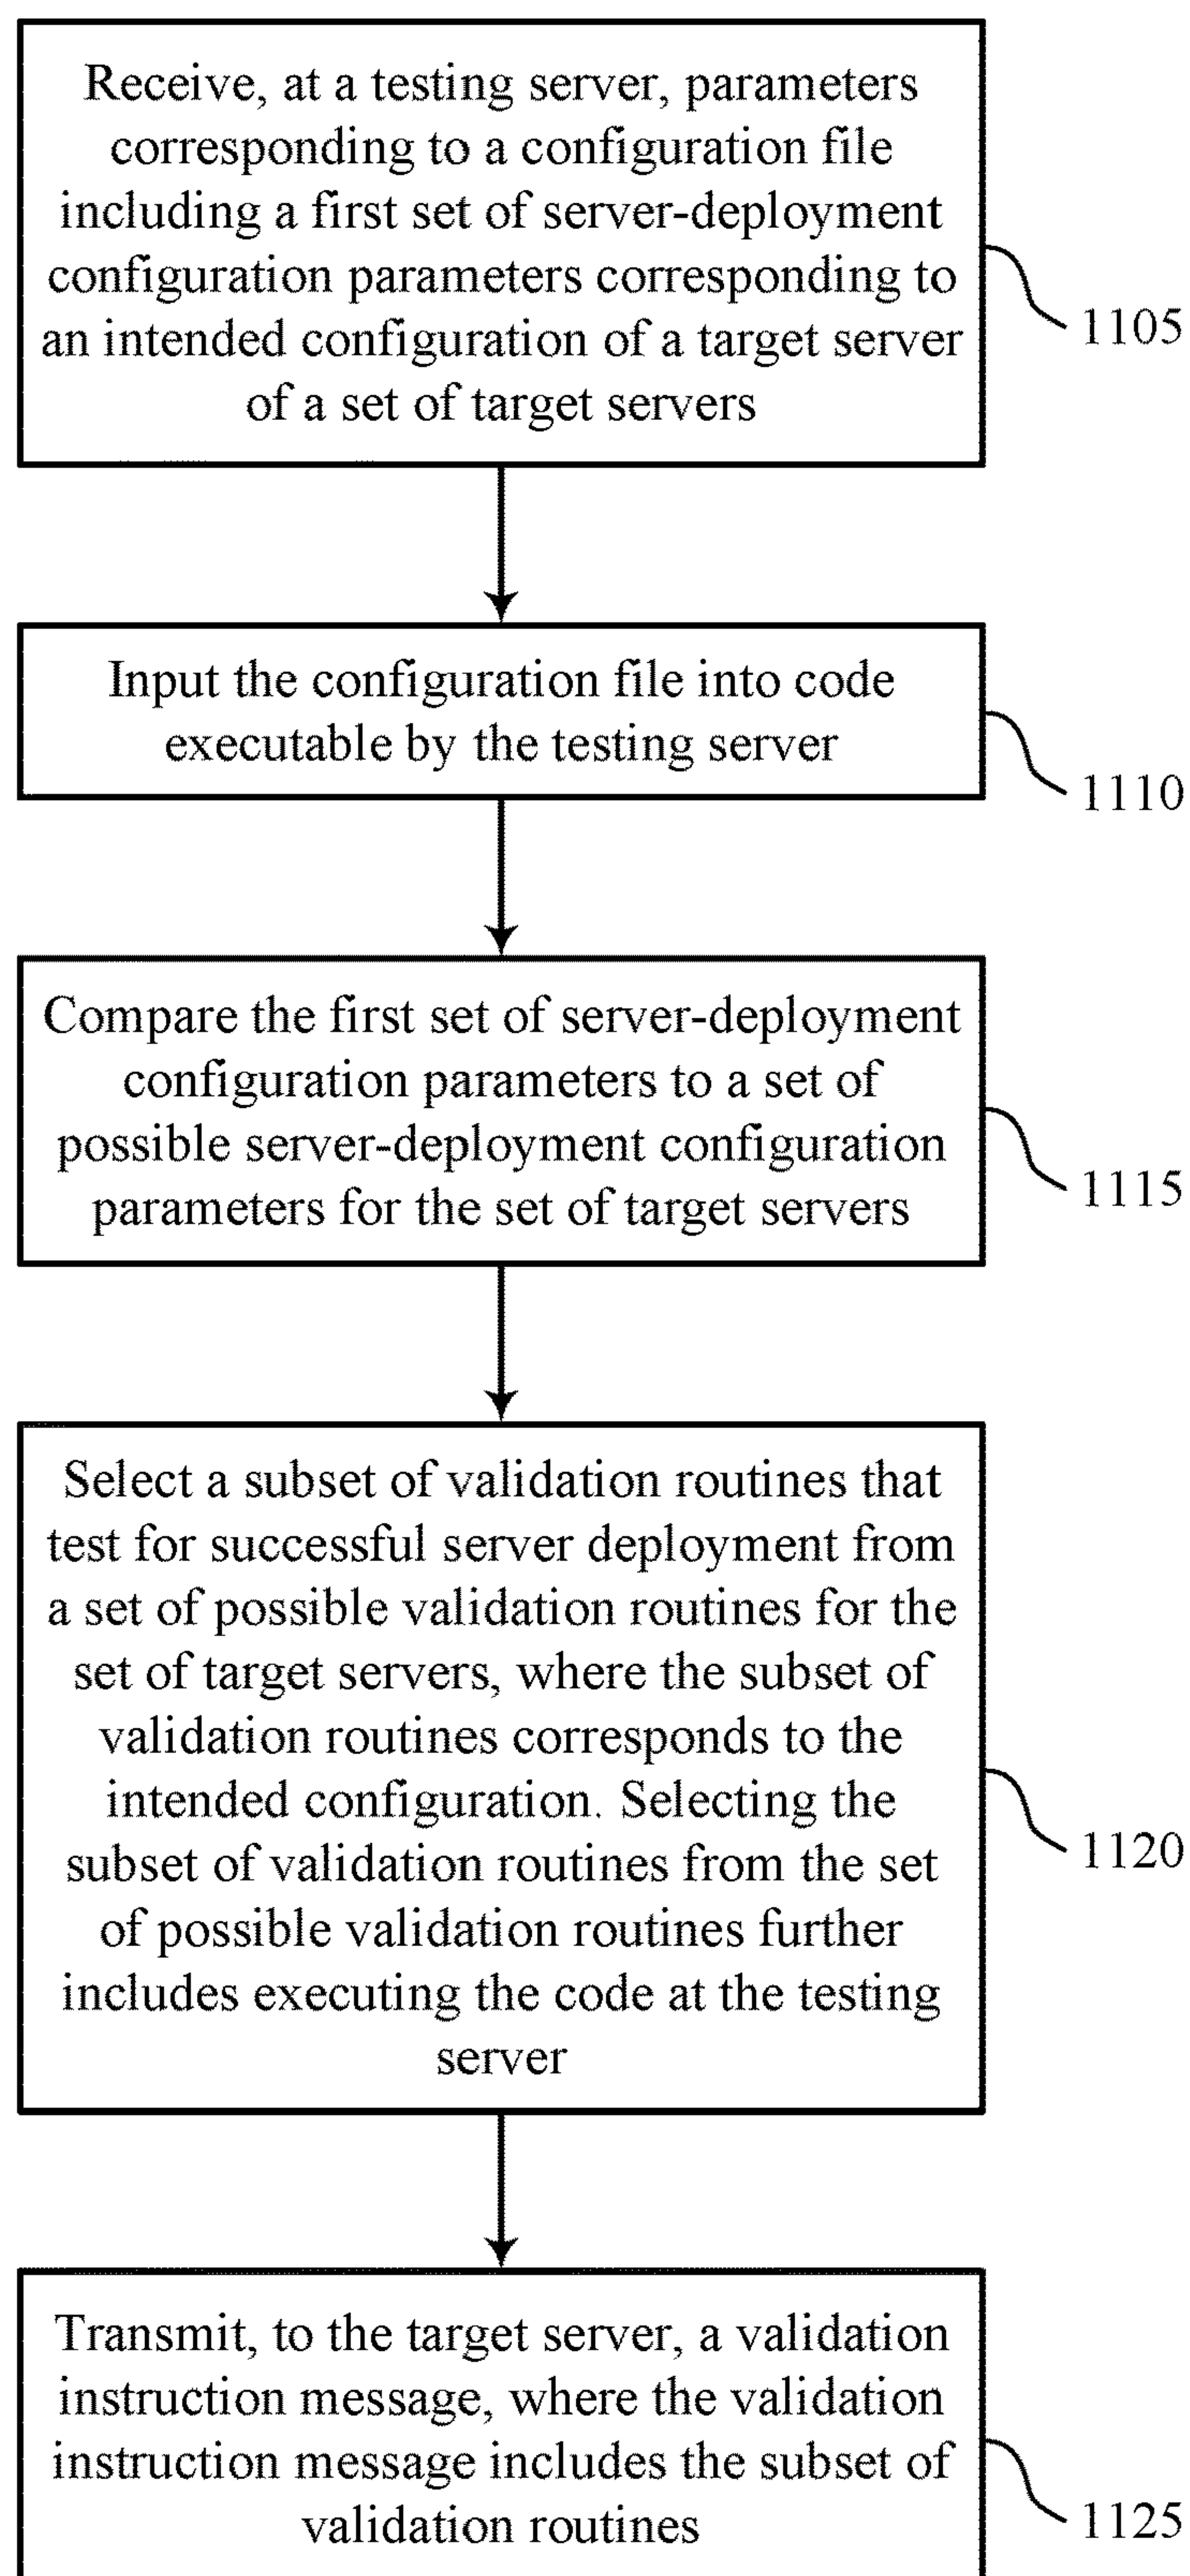 Receive, at a testing server, parameters
corresponding to a configuration file
including a first set of server-deployment
configuration parameters corresponding to
an intended configuration of a target server
of a set of target servers
1105
Input the configuration file into code
executable by the testing server
1110
Compare the first set of server-deployment
configuration parameters to a set of
possible server-deployment configuration
parameters for the set of target servers
1115
Select a subset of validation routines that
test for successful server deployment from
a set of possible validation routines for the
set of target servers, where the subset of
validation routines corresponds to the
intended configuration. Selecting the
subset of validation routines from the set
of possible validation routines further
includes executing the code at the testing
server
1120
Transmit, to the target server, a validation
instruction message, where the validation
instruction message includes the subset of
validation routines
1125